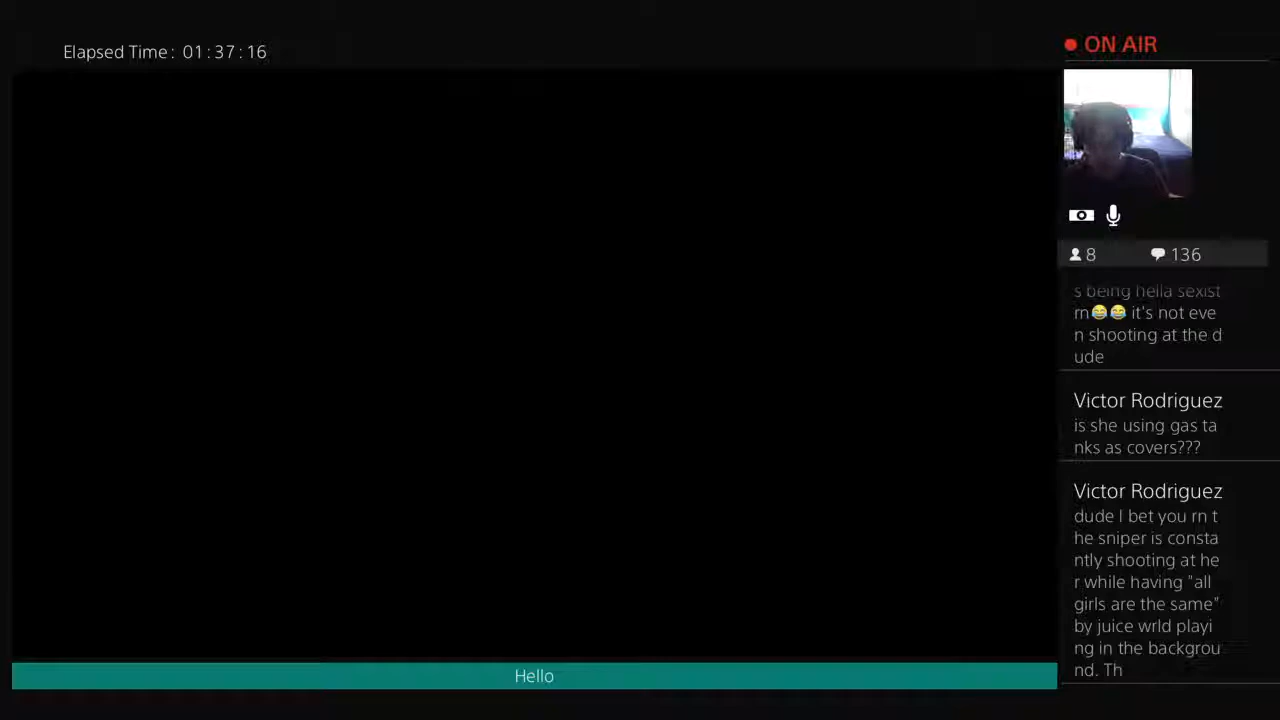 Elapsed Time: 01:37:16
ON AIR
8 136
s being hella sexist
rn😂😂 it's not eve
n shooting at the d
ude
Victor Rodriguez
is she using gas ta
nks as covers???
Victor Rodriguez
dude I bet you rn t
he sniper is consta
ntly shooting at he
r while having "all
girls are the same"
by juice wrld playi
ng in the backgrou
nd. Th
Hello